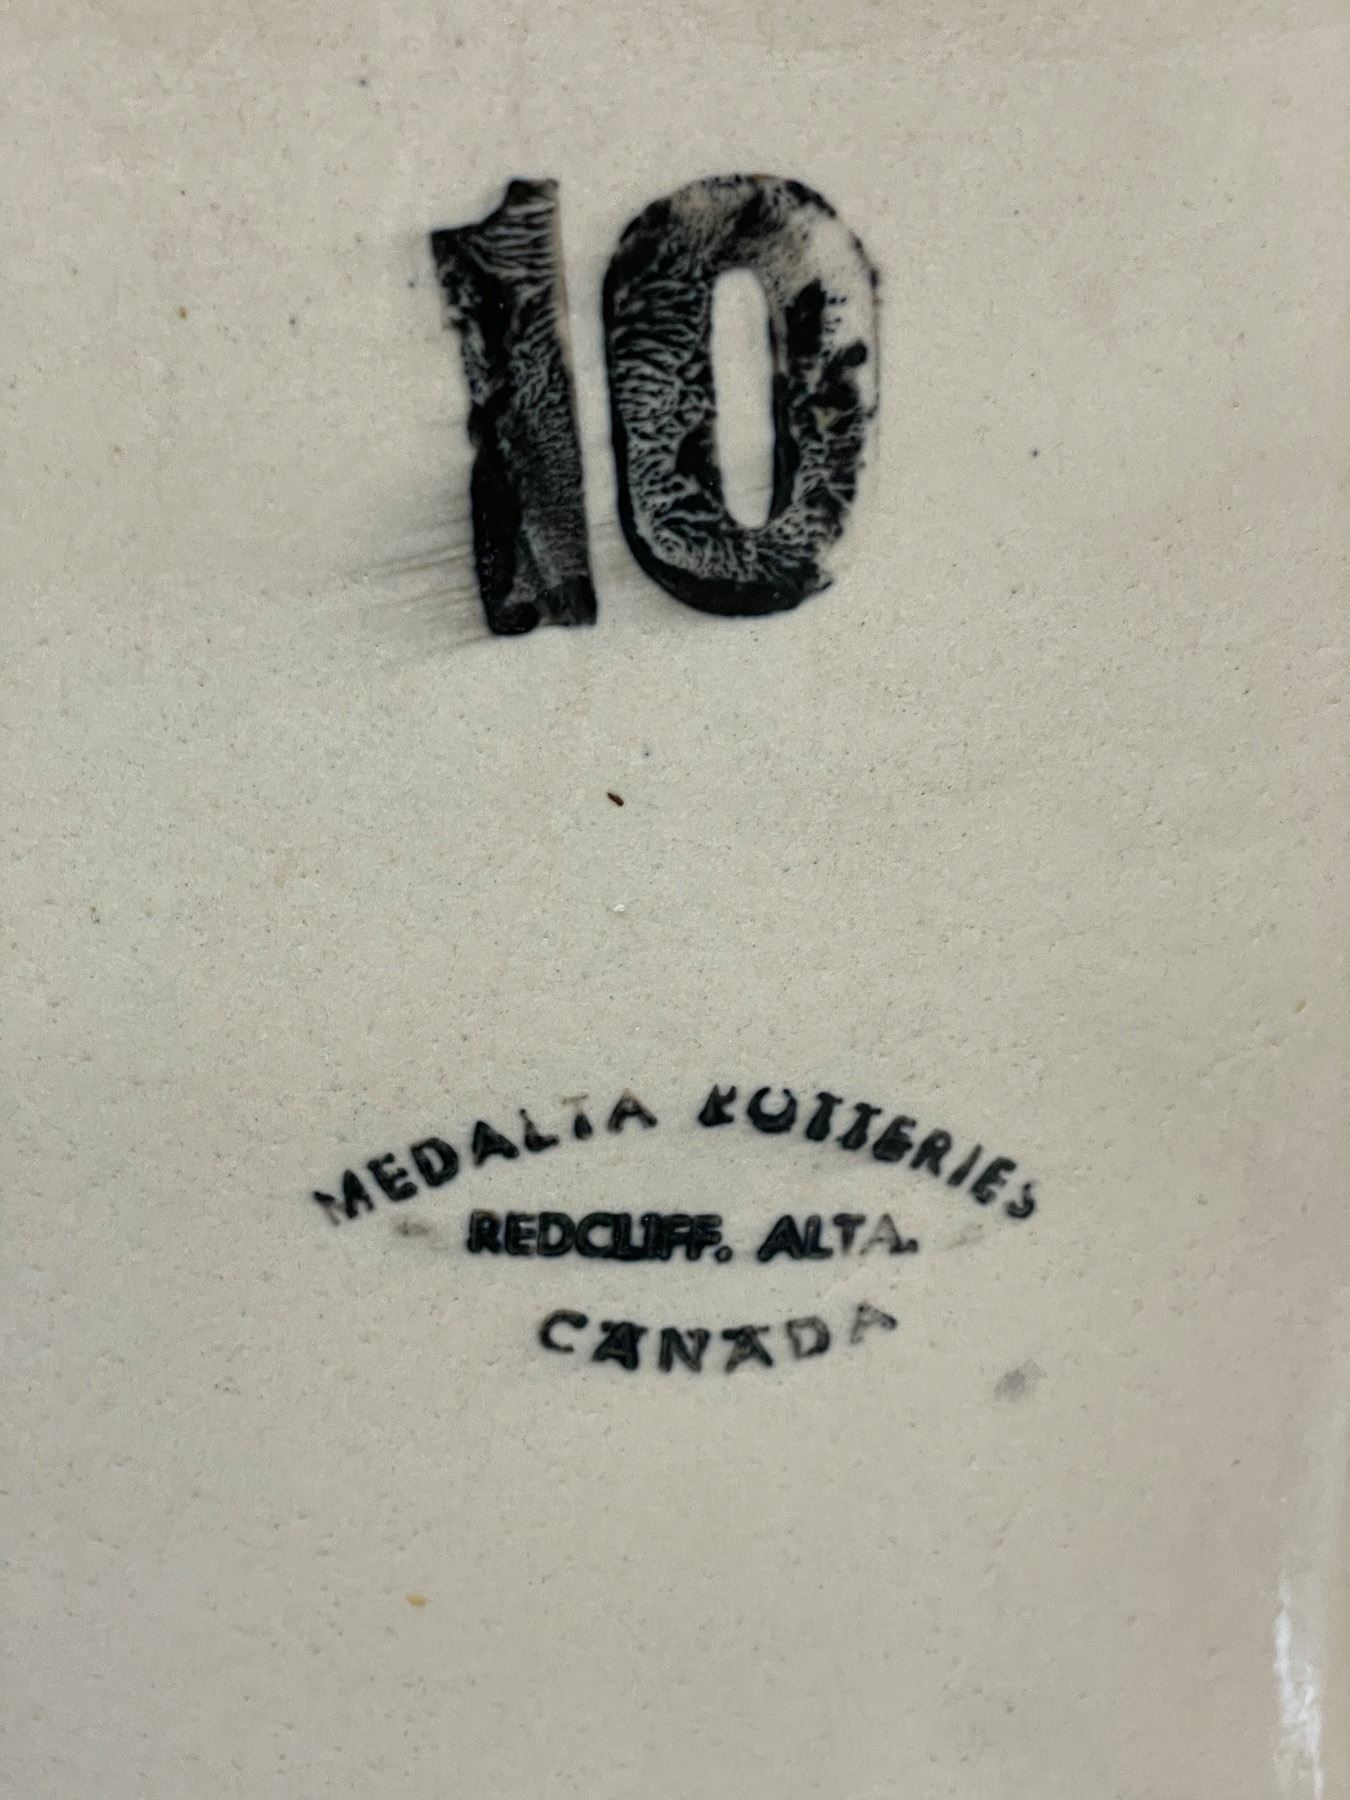 10
MEDALTA POTTERIES
REDCLIFF. ALTA.
CANADA